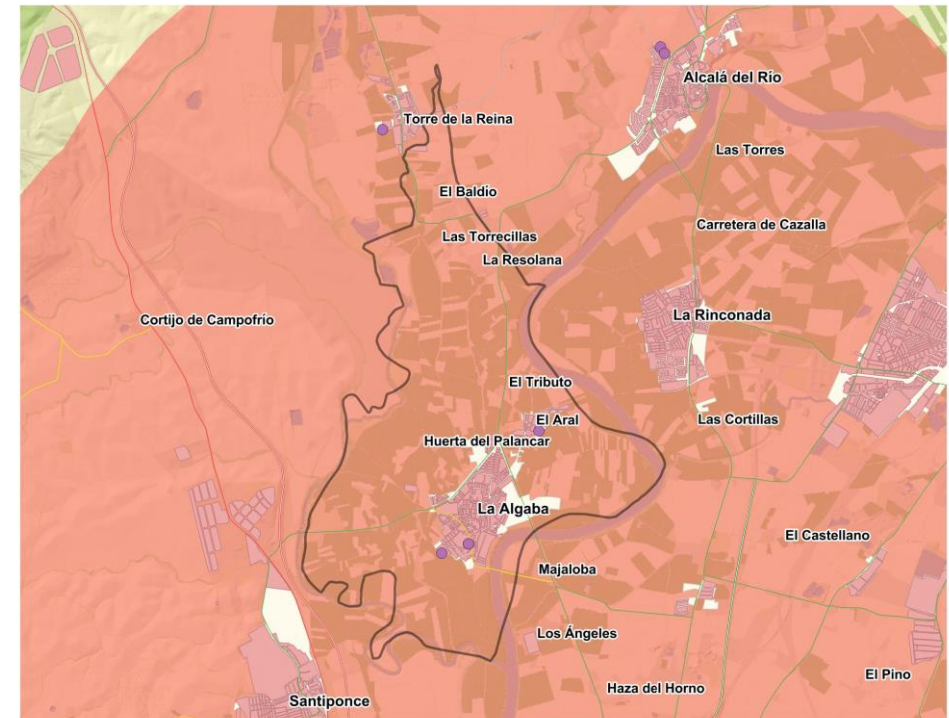 Alcalá del Río
Torre de la Reina
Las Torres
El Baldío
Carretera de Cazalla
Las Torrecillas
La Resolana
Cortijo de Campofrío
La Rinconada
El Tributo
El Aral
Las Cortillas
Huerta del Palancar
La Algaba
El Castellano
Majaloba
Los Ángeles
El Pino
Haza del Horno
Santiponce